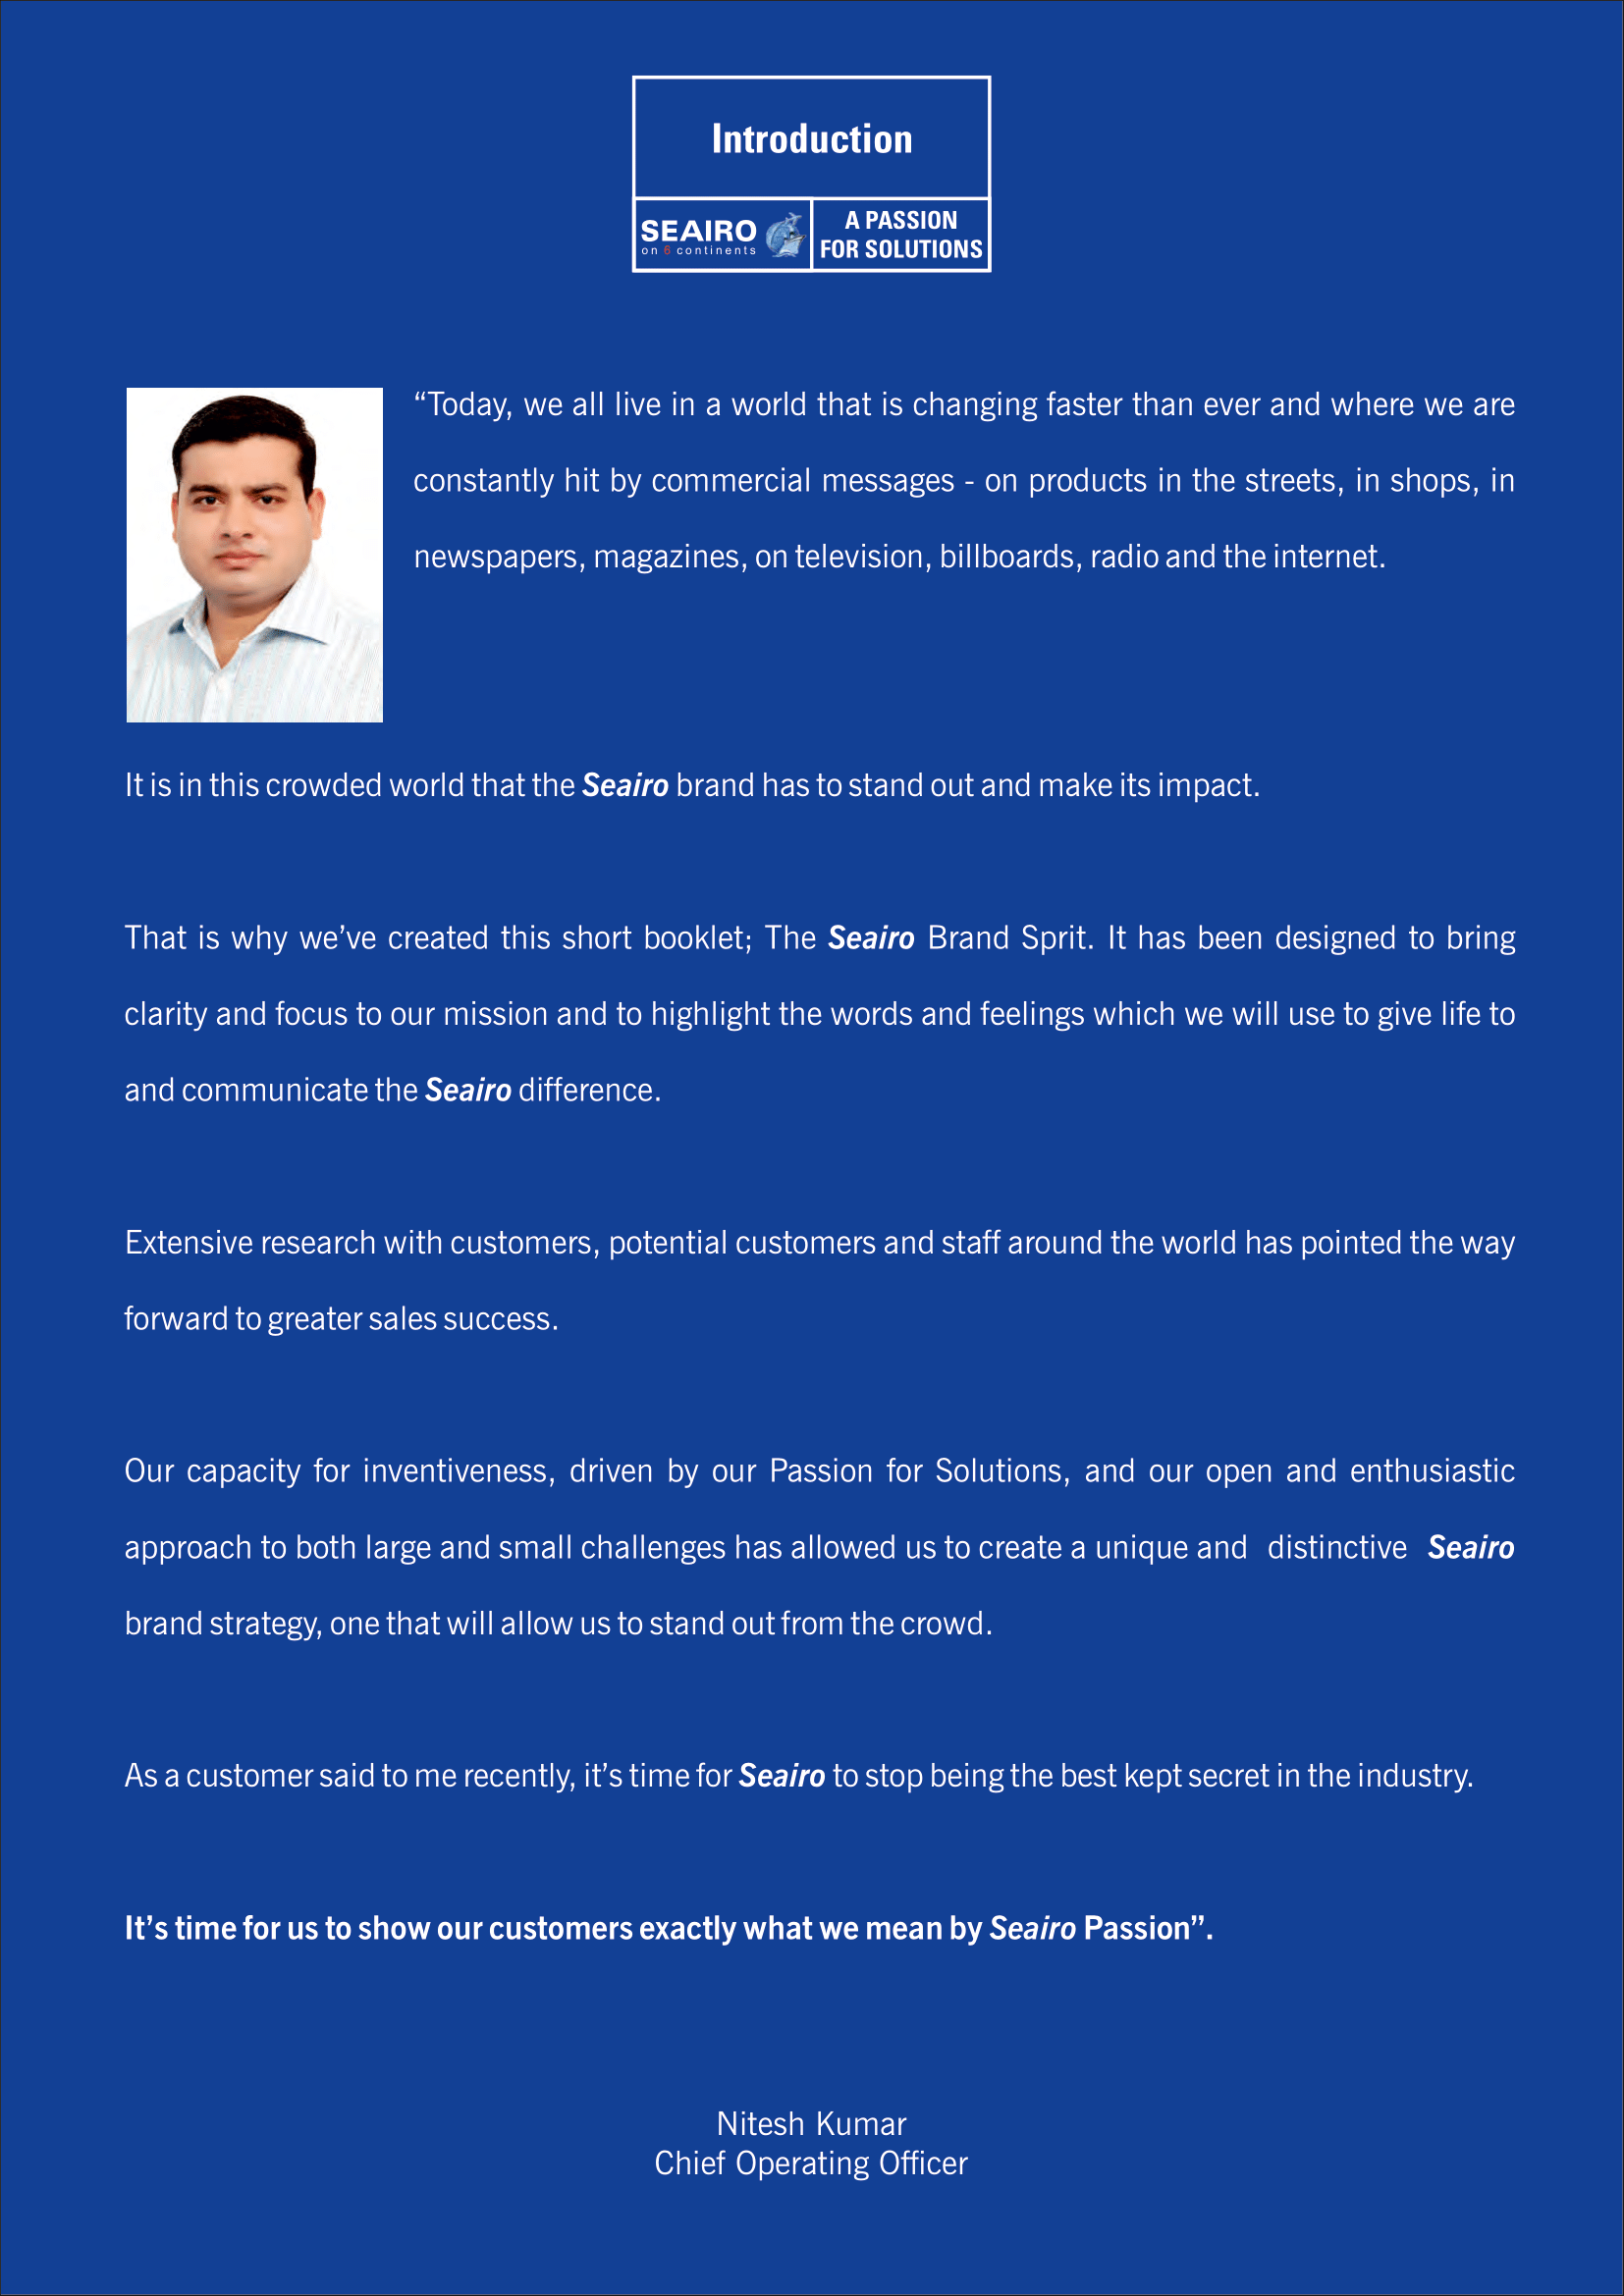 Introduction
SEAIRO
on 6 continents
A PASSION
FOR SOLUTIONS
“Today, we all live in a world that is changing faster than ever and where we are
constantly hit by commercial messages - on products in the streets, in shops, in
newspapers, magazines, on television, billboards, radio and the internet.
It is in this crowded world that the Seairo brand has to stand out and make its impact.
That is why we’ve created this short booklet; The Seairo Brand Sprit. It has been designed to bring
clarity and focus to our mission and to highlight the words and feelings which we will use to give life to
and communicate the Seairo difference.
Extensive research with customers, potential customers and staff around the world has pointed the way
forward to greater sales success.
Our capacity for inventiveness, driven by our Passion for Solutions, and our open and enthusiastic
approach to both large and small challenges has allowed us to create a unique and distinctive Seairo
brand strategy, one that will allow us to stand out from the crowd.
As a customer said to me recently, it’s time for Seairo to stop being the best kept secret in the industry.
It’s time for us to show our customers exactly what we mean by Seairo Passion”.
Nitesh Kumar
Chief Operating Officer